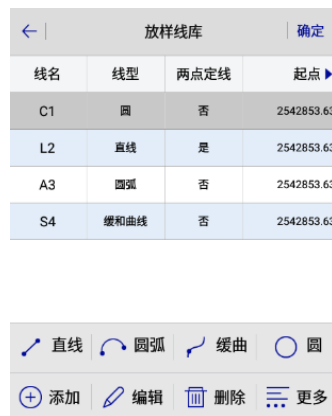 放样线库 确定
线名 线型 两点定线 起点
C1 圆 否 2542853.63
L2 直线 是 2542853.63
A3 圆弧 否 2542853.63
S4 缓和曲线 否 2542853.63
直线 圆弧 缓曲 圆
添加 编辑 删除 更多